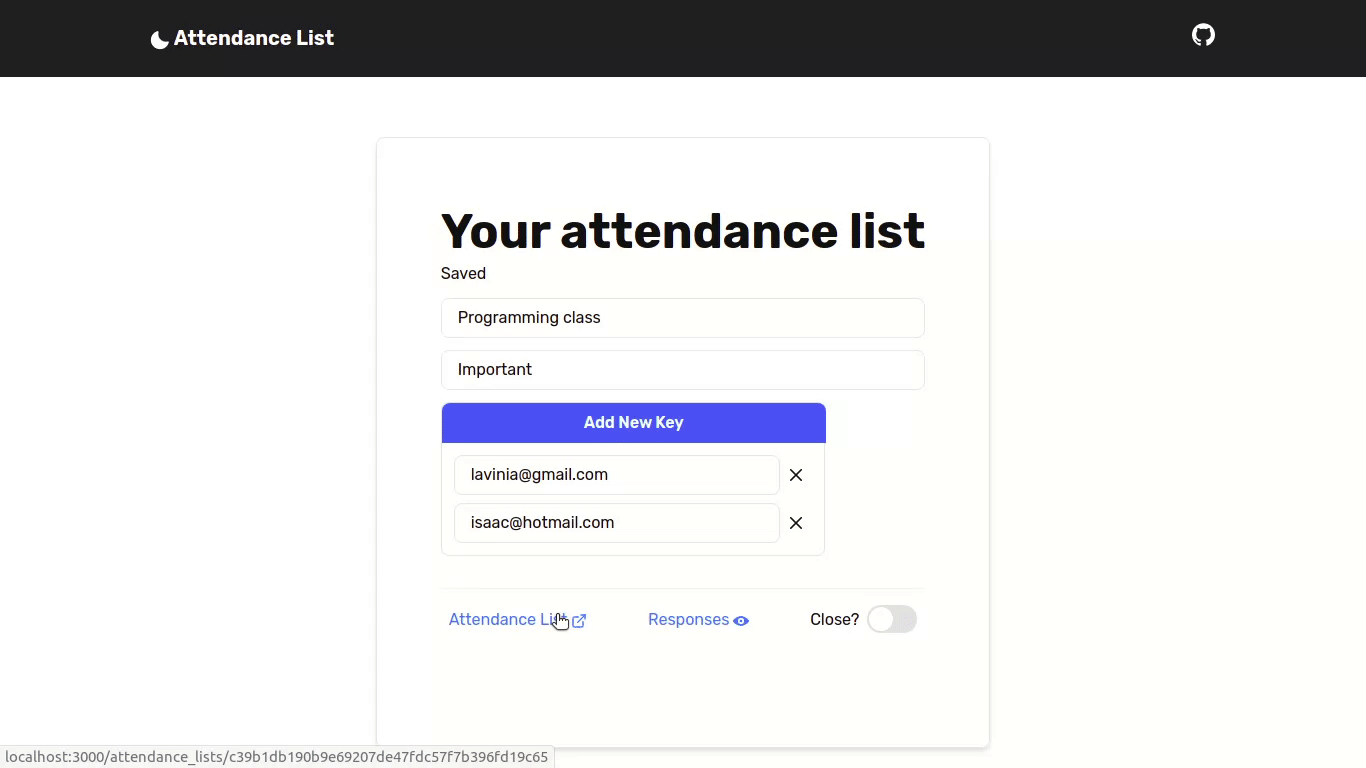 Attendance List
Your attendance list
Saved
Programming class
Important
Add New Key
lavinia@gmail.com
isaac@hotmail.com
Attendance List Responses Close?
localhost:3000/attendance_lists/c39b1db190b9e69207de47fdc57f7b396fd19c65